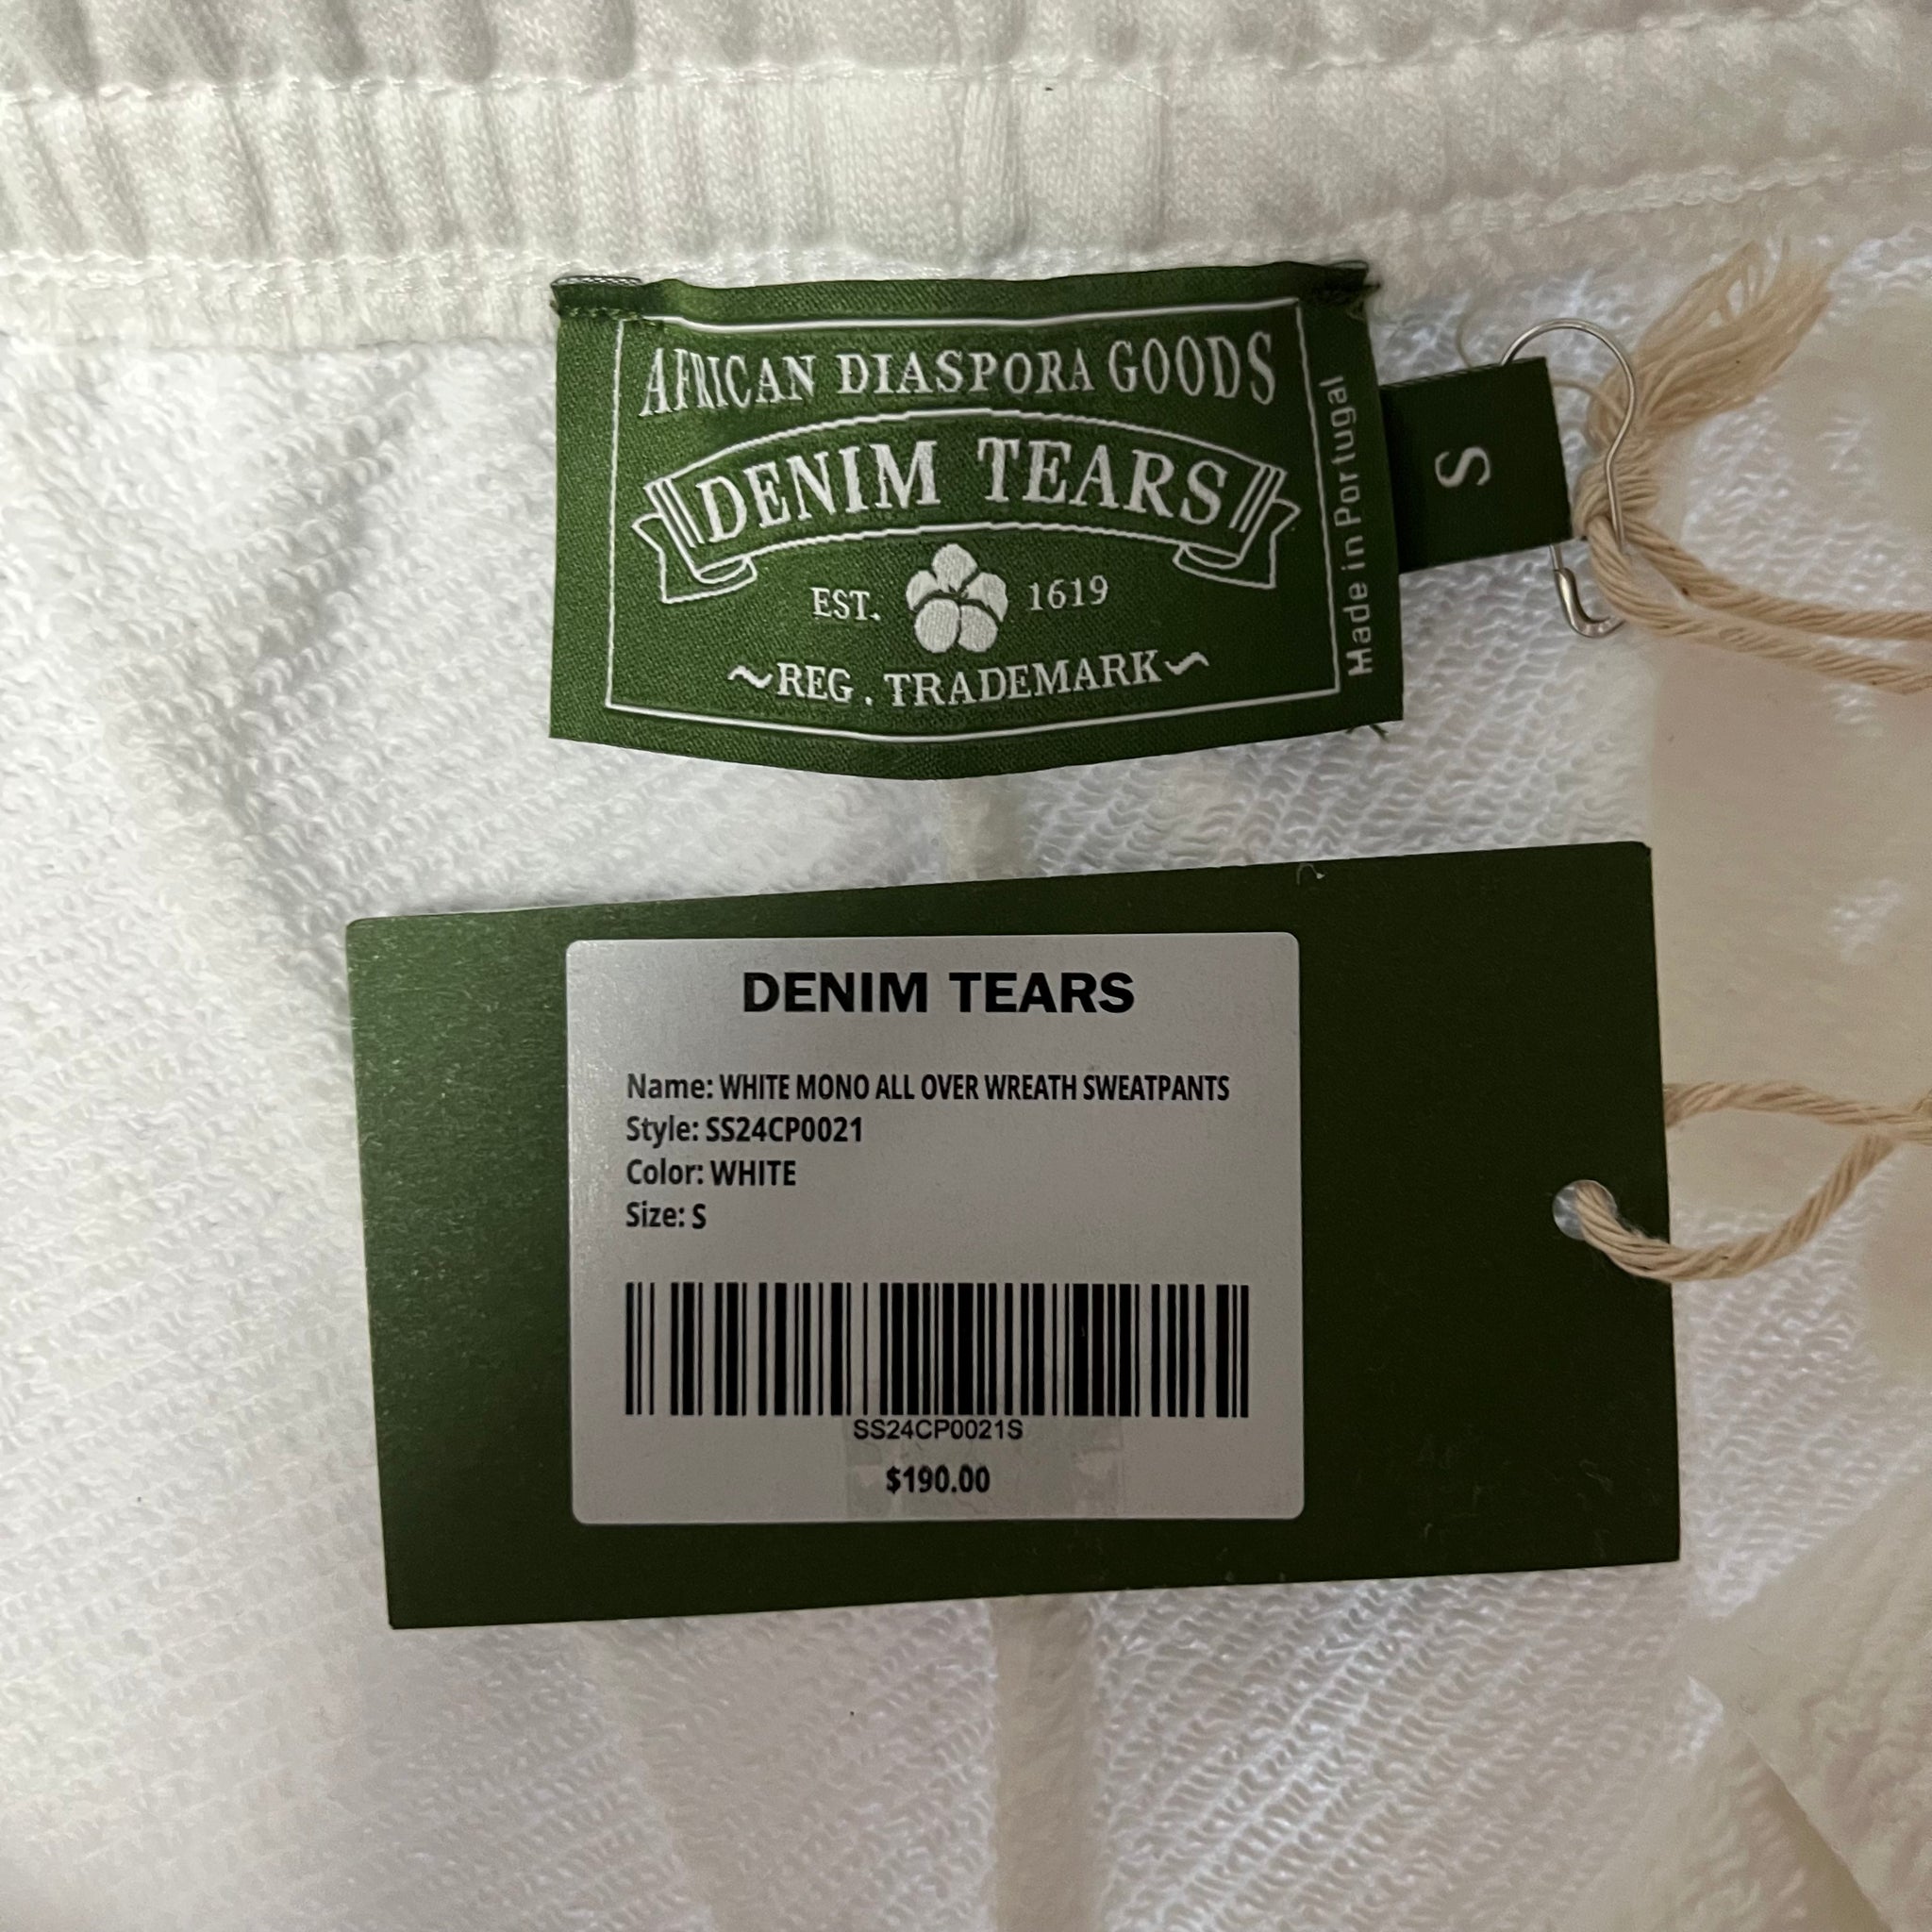 AFRICAN DIASPORA GOODS
DENIM TEARS
EST. 1619
~REG. TRADEMARK~
Made in Portugal
S
DENIM TEARS
Name: WHITE MONO ALL OVER WREATH SWEATPANTS
Style: SS24CP0021
Color: WHITE
Size: S
SS24CP0021S
$190.00